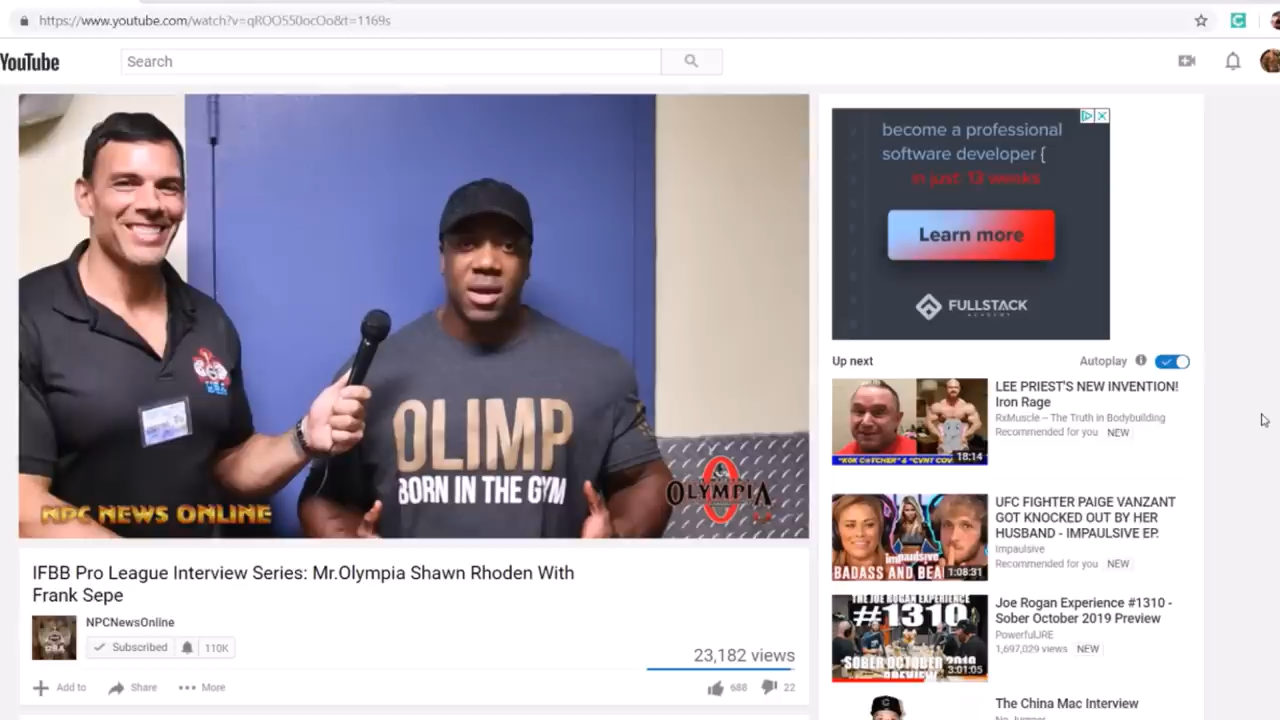 https://www.youtube.com/watch?v=qROO550ocOo&t=1169s
YouTube
Search
OLIMP
BORN IN THE GYM
NPC NEWS ONLINE
OLYMPIA
become a professional
software developer {
in just 13 weeks
Learn more
FULLSTACK
ACADEMY
Up next
Autoplay
LEE PRIEST'S NEW INVENTION!
Iron Rage
RxMuscle – The Truth in Bodybuilding
Recommended for you NEW
18:14
UFC FIGHTER PAIGE VANZANT
GOT KNOCKED OUT BY HER
HUSBAND - IMPAULSIVE EP.
Impaulsive
Recommended for you NEW
impaulsive
BADASS AND BEA
1:08:31
THE JOE ROGAN EXPERIENCE
#1310
SOBER OCTOBER 2019
3:01:05
Joe Rogan Experience #1310 -
Sober October 2019 Preview
PowerfulJRE
1,697,029 views NEW
The China Mac Interview
No Jumper
IFBB Pro League Interview Series: Mr.Olympia Shawn Rhoden With
Frank Sepe
NPCNewsOnline
Subscribed 110K
23,182 views
Add to Share More
688 22